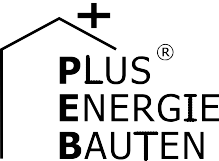 +
PLUS®
ENERGIE
BAUTEN